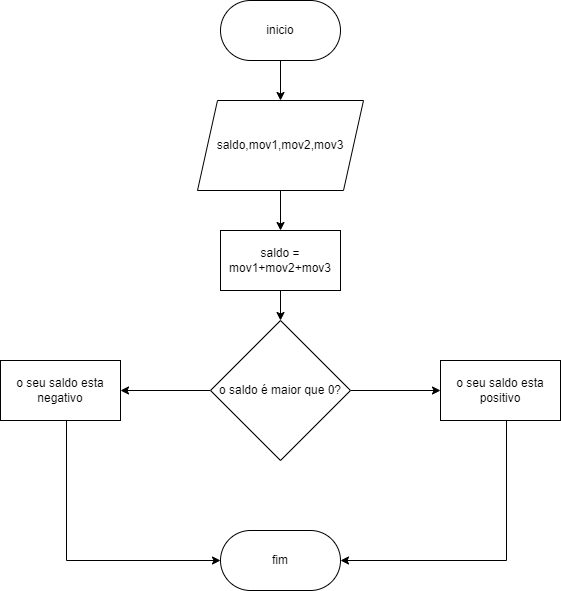 inicio
saldo,mov1,mov2,mov3
saldo =
mov1+mov2+mov3
o saldo é maior que 0?
o seu saldo esta
negativo
o seu saldo esta
positivo
fim